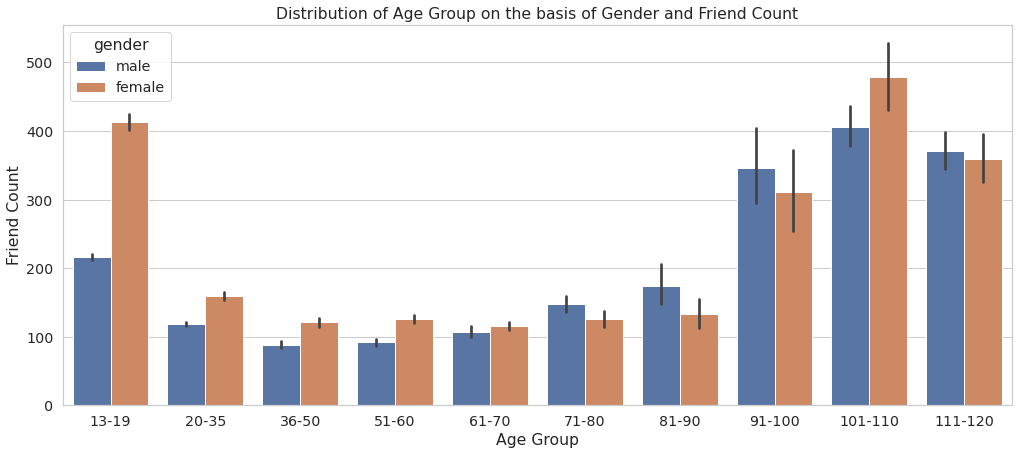 Distribution of Age Group on the basis of Gender and Friend Count
gender
male
female
Friend Count
500
400
300
200
100
0
13-19 20-35 36-50 51-60 61-70 71-80 81-90 91-100 101-110 111-120
Age Group